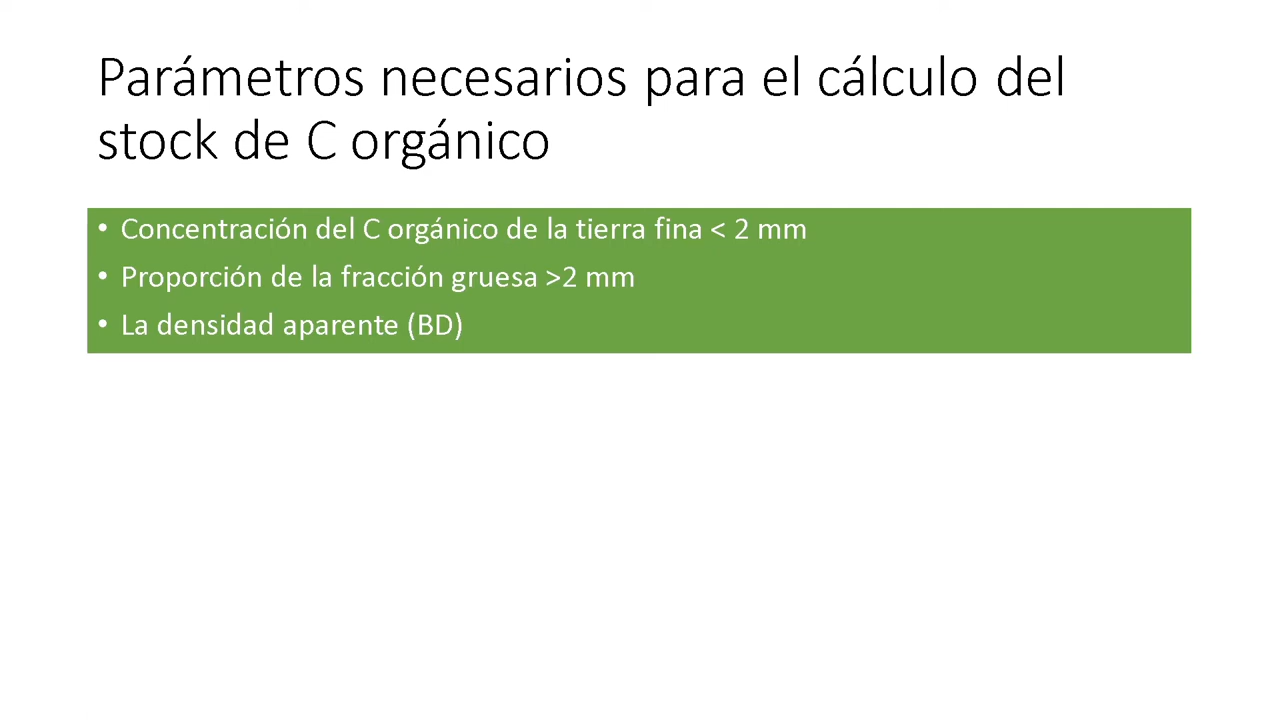 Parámetros necesarios para el cálculo del
stock de C orgánico
• Concentración del C orgánico de la tierra fina < 2 mm
• Proporción de la fracción gruesa >2 mm
• La densidad aparente (BD)